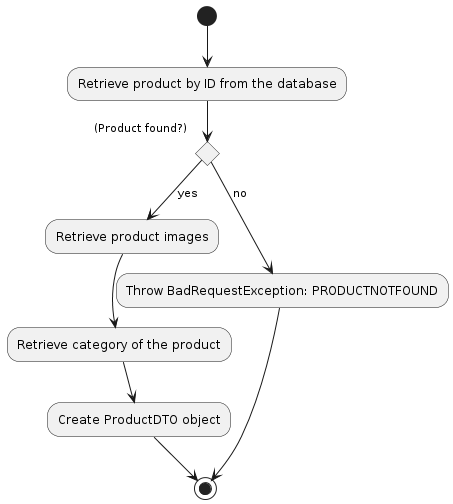 Retrieve product by ID from the database
(Product found?)
yes
no
Retrieve product images
Throw BadRequestException: PRODUCTNOTFOUND
Retrieve category of the product
Create ProductDTO object